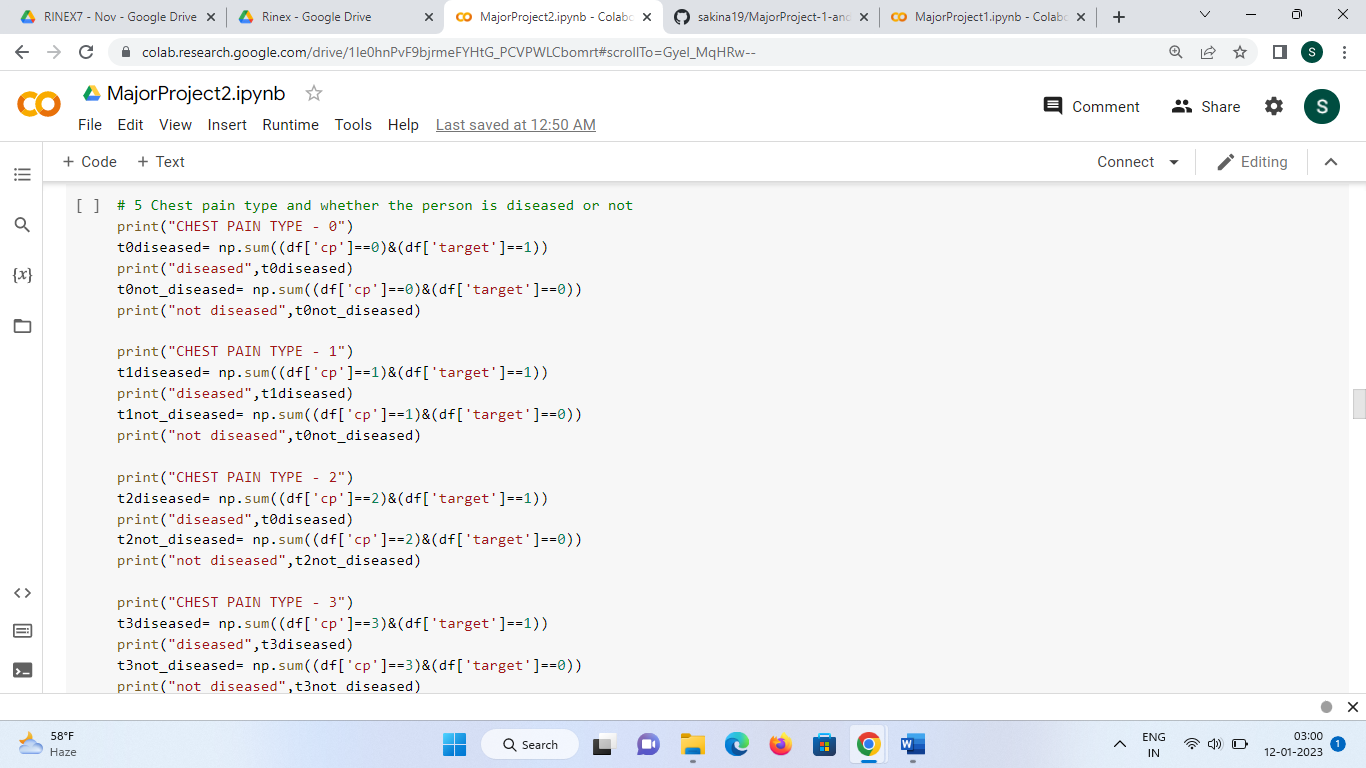 RINEX7 - Nov - Google Drive
Rinex - Google Drive
MajorProject2.ipynb - Colabo
sakina19/MajorProject-1-and
MajorProject1.ipynb - Colabo
colab.research.google.com/drive/1le0hnPvF9bjrmeFYHtG_PCVPWLCbomrt#scrollTo=Gyel_MqHRw--
S
MajorProject2.ipynb
Comment
Share
S
File Edit View Insert Runtime Tools Help Last saved at 12:50 AM
+ Code + Text
Connect
Editing
{x}
[ ] # 5 Chest pain type and whether the person is diseased or not
print("CHEST PAIN TYPE - 0")
t0diseased= np.sum((df['cp']==0)&(df['target']==1))
print("diseased",t0diseased)
t0not_diseased= np.sum((df['cp']==0)&(df['target']==0))
print("not diseased",t0not_diseased)
print("CHEST PAIN TYPE - 1")
t1diseased= np.sum((df['cp']==1)&(df['target']==1))
print("diseased",t1diseased)
t1not_diseased= np.sum((df['cp']==1)&(df['target']==0))
print("not diseased",t0not_diseased)
print("CHEST PAIN TYPE - 2")
t2diseased= np.sum((df['cp']==2)&(df['target']==1))
print("diseased",t0diseased)
t2not_diseased= np.sum((df['cp']==2)&(df['target']==0))
print("not diseased",t2not_diseased)
print("CHEST PAIN TYPE - 3")
t3diseased= np.sum((df['cp']==3)&(df['target']==1))
print("diseased",t3diseased)
t3not_diseased= np.sum((df['cp']==3)&(df['target']==0))
print("not diseased",t3not_diseased)
58°F
Haze
Search
ENG
IN
03:00
12-01-2023
1